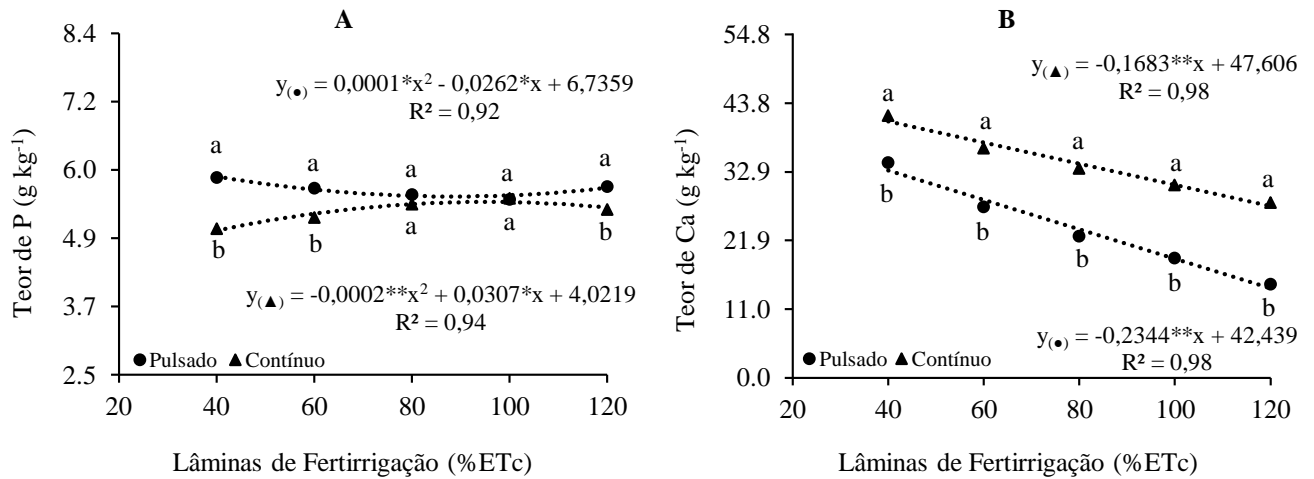 A
8.4
7.2
6.0
4.9
3.7
2.5
Teor de P (g kg⁻¹)
y(●) = 0,0001*x² - 0,0262*x + 6,7359
R² = 0,92
a a a a a
b b a a b
y(▲) = -0,0002**x² + 0,0307*x + 4,0219
R² = 0,94
Pulsado Contínuo
20 40 60 80 100 120
Lâminas de Fertirrigação (%ETc)
B
54.8
43.8
32.9
21.9
11.0
0.0
Teor de Ca (g kg⁻¹)
y(▲) = -0,1683**x + 47,606
R² = 0,98
a a a a a
b b b b b
y(●) = -0,2344**x + 42,439
R² = 0,98
Pulsado Contínuo
20 40 60 80 100 120
Lâminas de Fertirrigação (%ETc)